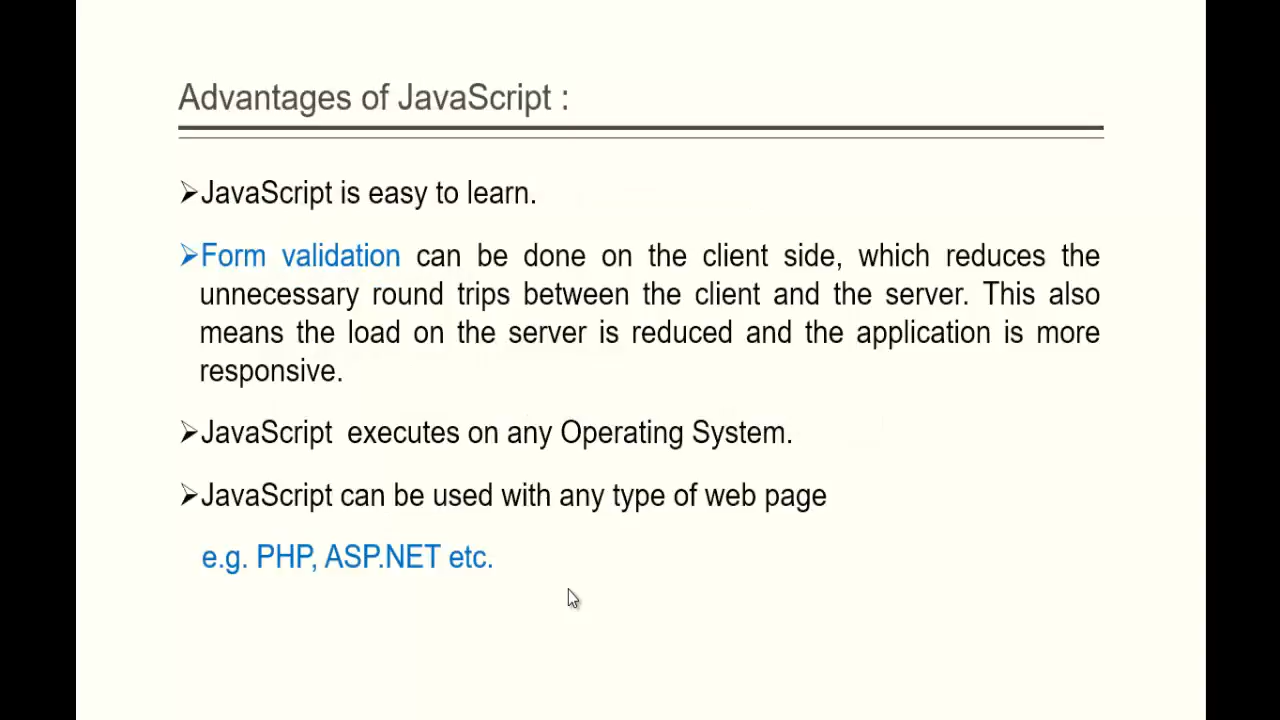 Advantages of JavaScript :
➢JavaScript is easy to learn.
➢Form validation can be done on the client side, which reduces the
unnecessary round trips between the client and the server. This also
means the load on the server is reduced and the application is more
responsive.
➢JavaScript executes on any Operating System.
➢JavaScript can be used with any type of web page
e.g. PHP, ASP.NET etc.